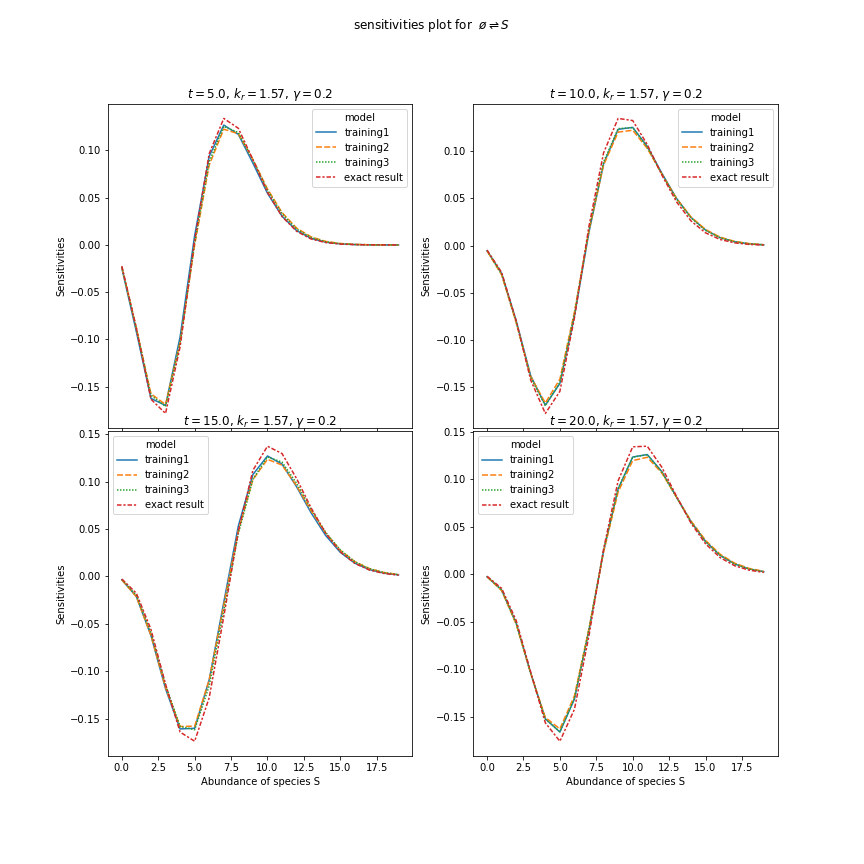 sensitivities plot for ø ⇌ S
t = 5.0, k_r = 1.57, γ = 0.2
model
training1
training2
training3
exact result
0.10
0.05
0.00
−0.05
−0.10
−0.15
Sensitivities
t = 10.0, k_r = 1.57, γ = 0.2
model
training1
training2
training3
exact result
0.10
0.05
0.00
−0.05
−0.10
−0.15
Sensitivities
t = 15.0, k_r = 1.57, γ = 0.2
model
training1
training2
training3
exact result
0.15
0.10
0.05
0.00
−0.05
−0.10
−0.15
Sensitivities
0.0 2.5 5.0 7.5 10.0 12.5 15.0 17.5
Abundance of species S
t = 20.0, k_r = 1.57, γ = 0.2
model
training1
training2
training3
exact result
0.15
0.10
0.05
0.00
−0.05
−0.10
−0.15
Sensitivities
0.0 2.5 5.0 7.5 10.0 12.5 15.0 17.5
Abundance of species S